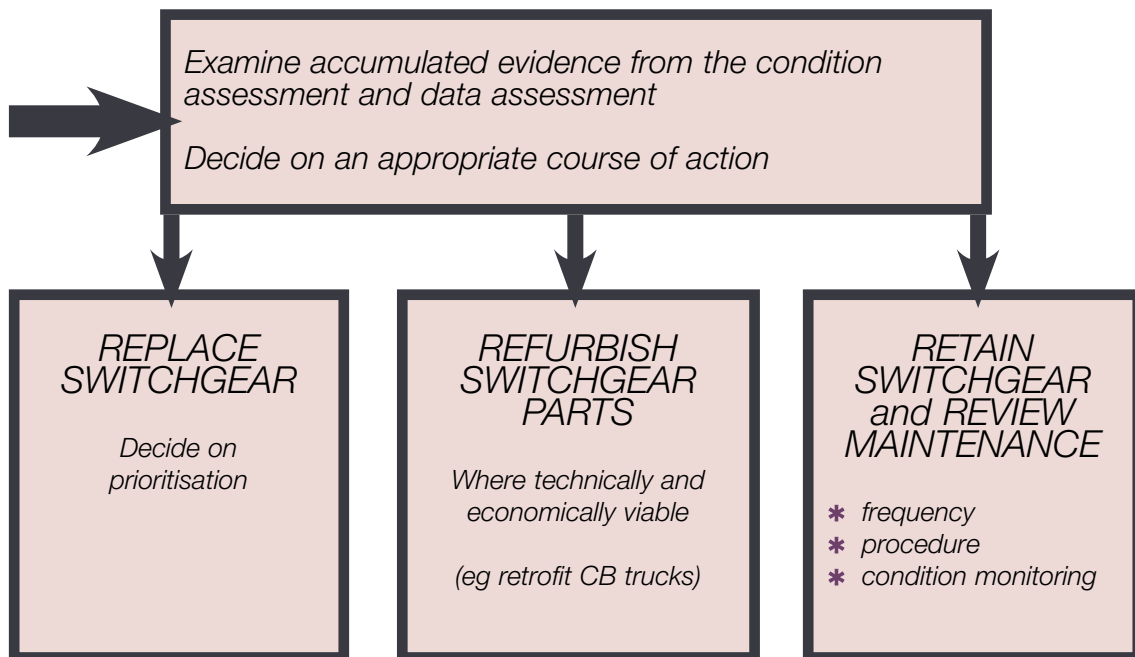 Examine accumulated evidence from the condition
assessment and data assessment
Decide on an appropriate course of action
REPLACE
SWITCHGEAR
Decide on
prioritisation
REFURBISH
SWITCHGEAR
PARTS
Where technically and
economically viable
(eg retrofit CB trucks)
RETAIN
SWITCHGEAR
and REVIEW
MAINTENANCE
* frequency
* procedure
* condition monitoring